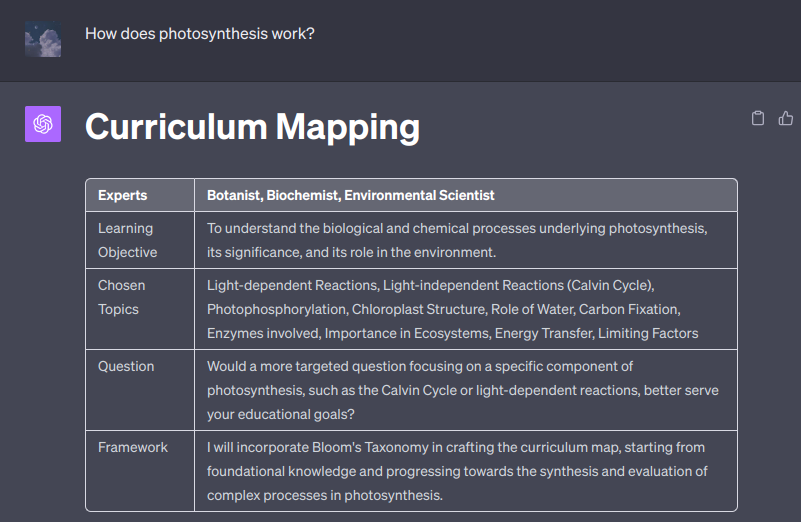 How does photosynthesis work?
Curriculum Mapping
Experts
Botanist, Biochemist, Environmental Scientist
Learning
Objective
To understand the biological and chemical processes underlying photosynthesis,
its significance, and its role in the environment.
Chosen
Topics
Light-dependent Reactions, Light-independent Reactions (Calvin Cycle),
Photophosphorylation, Chloroplast Structure, Role of Water, Carbon Fixation,
Enzymes involved, Importance in Ecosystems, Energy Transfer, Limiting Factors
Question
Would a more targeted question focusing on a specific component of
photosynthesis, such as the Calvin Cycle or light-dependent reactions, better serve
your educational goals?
Framework
I will incorporate Bloom's Taxonomy in crafting the curriculum map, starting from
foundational knowledge and progressing towards the synthesis and evaluation of
complex processes in photosynthesis.